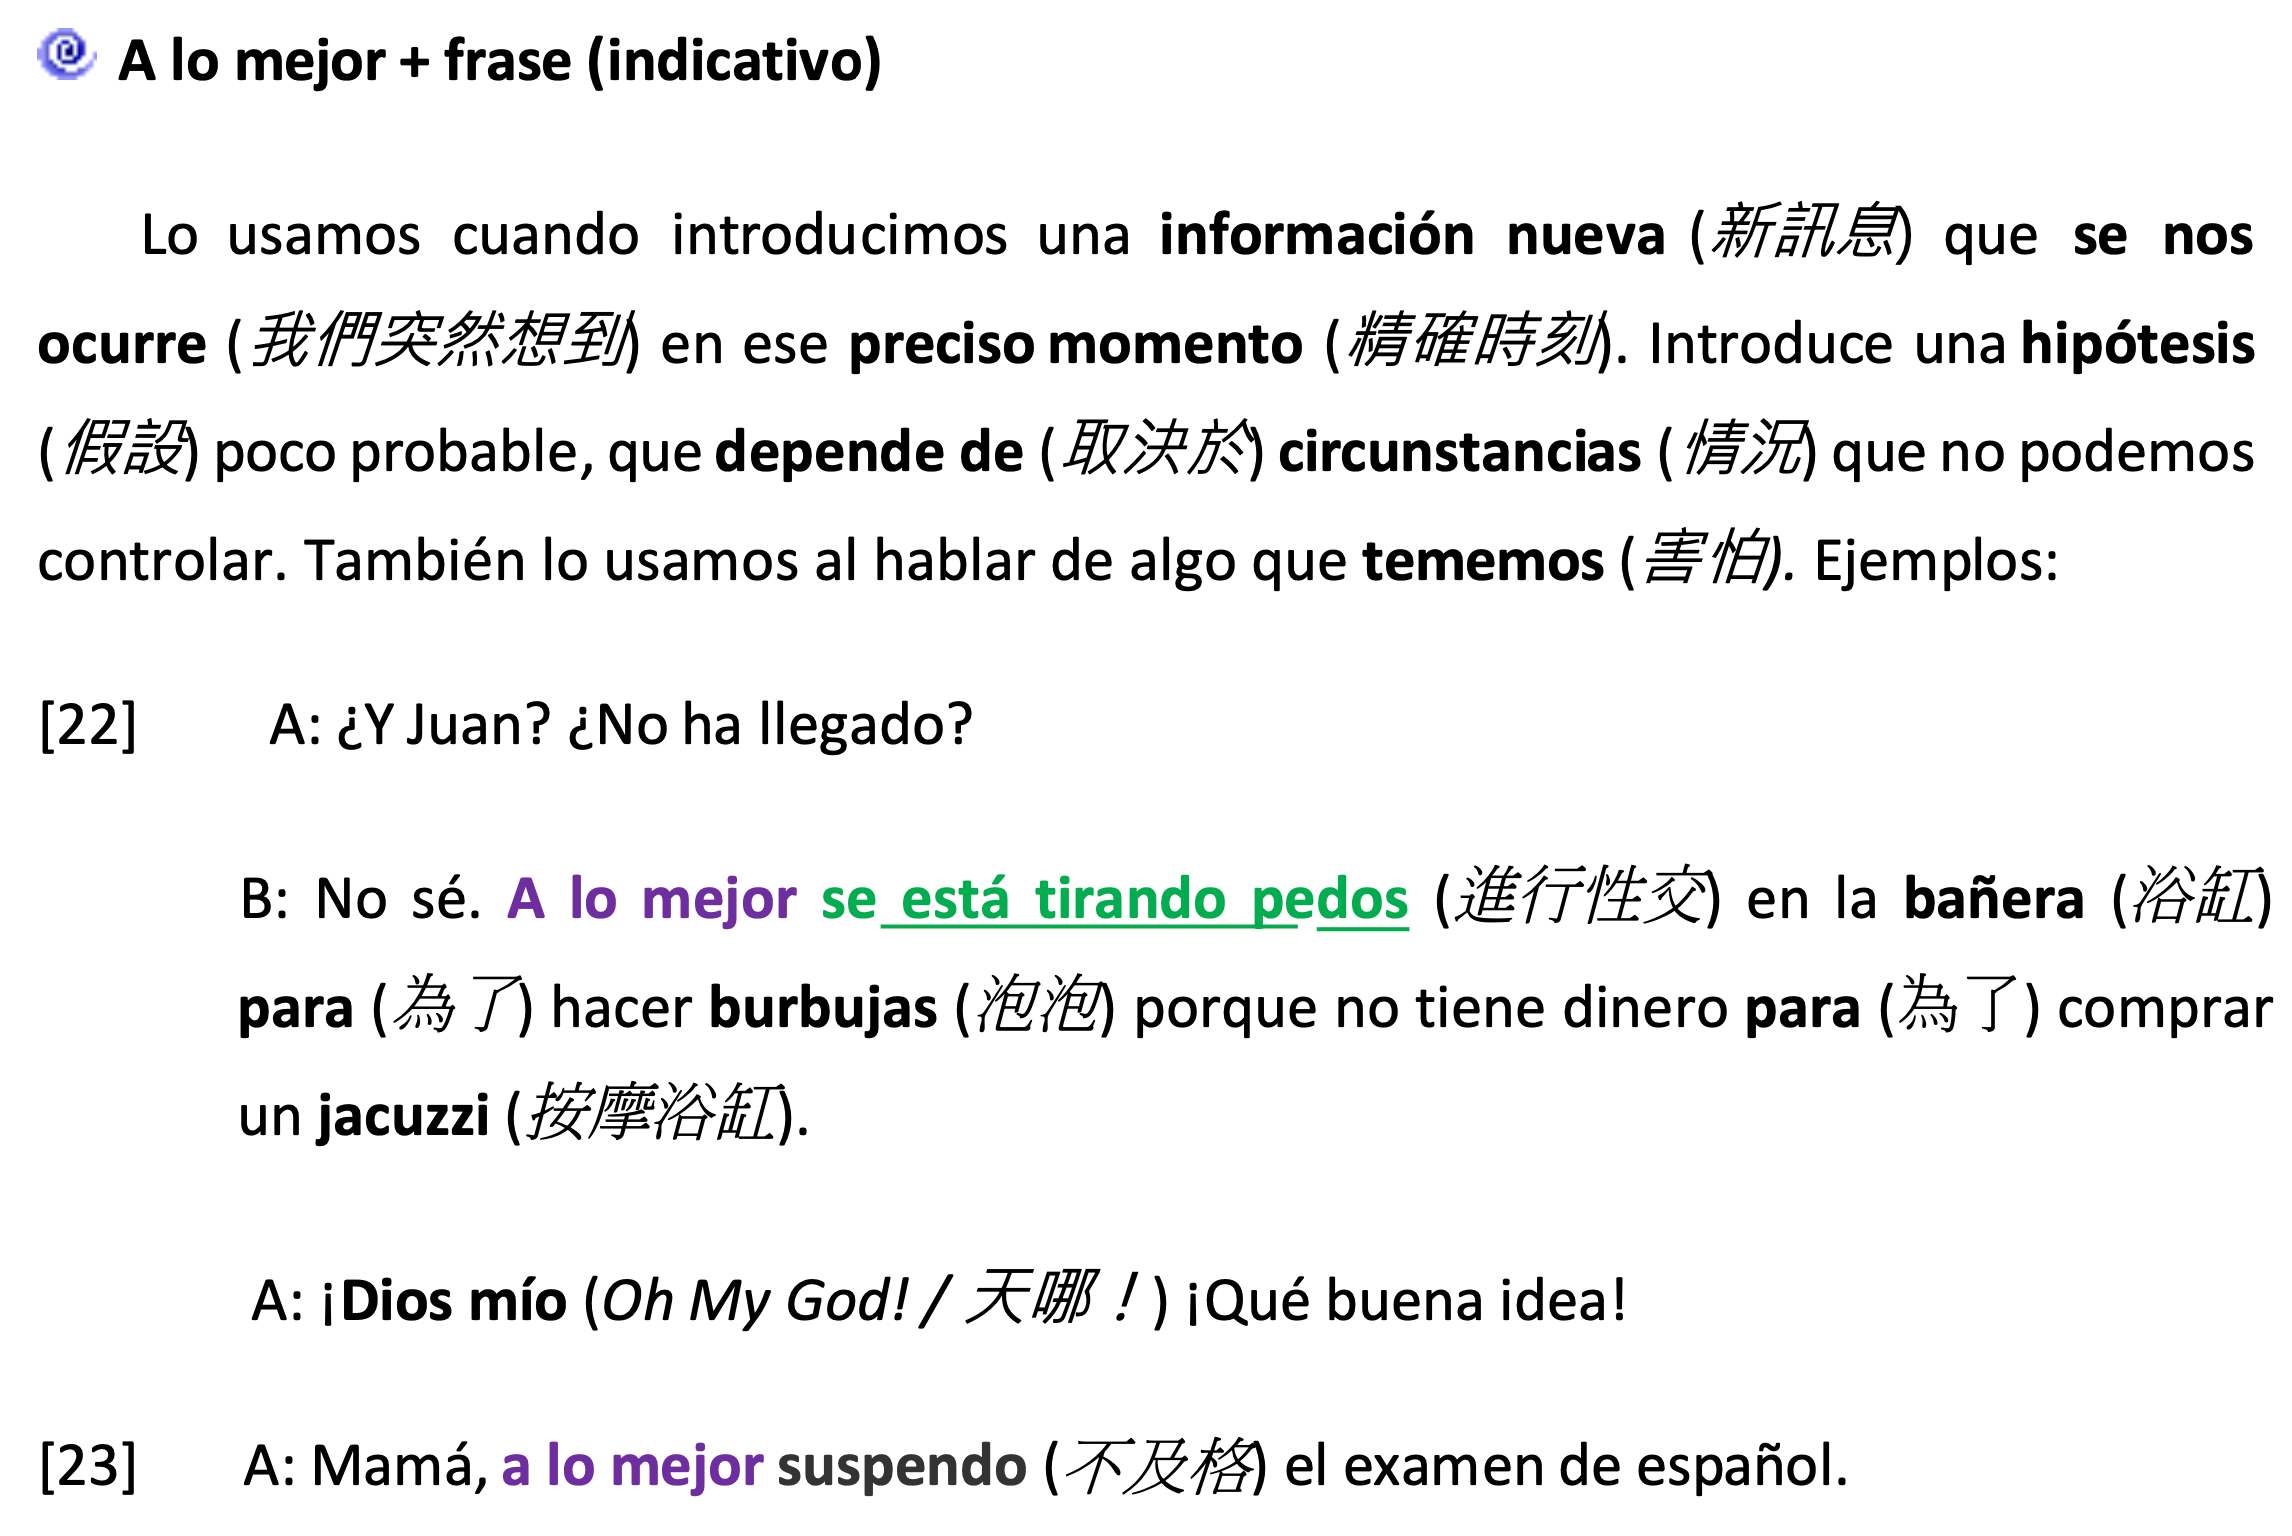 A lo mejor + frase (indicativo)
Lo usamos cuando introducimos una información nueva (新訊息) que se nos
ocurre (我們突然想到) en ese preciso momento (精確時刻). Introduce una hipótesis
(假設) poco probable, que depende de (取決於) circunstancias (情況) que no podemos
controlar. También lo usamos al hablar de algo que tememos (害怕). Ejemplos:
[22] A: ¿Y Juan? ¿No ha llegado?
B: No sé. A lo mejor se está tirando pedos (進行性交) en la bañera (浴缸)
para (為了) hacer burbujas (泡泡) porque no tiene dinero para (為了) comprar
un jacuzzi (按摩浴缸).
A: ¡Dios mío (Oh My God! / 天哪！) ¡Qué buena idea!
[23] A: Mamá, a lo mejor suspendo (不及格) el examen de español.